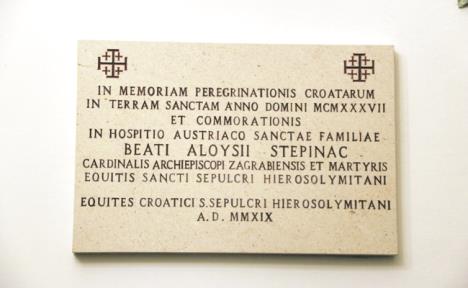 IN MEMORIAM PEREGRINATIONIS CROATARUM
IN TERRAM SANCTAM ANNO DOMINI MCMXXXVII
ET COMMORATIONIS
IN HOSPITIO AUSTRIACO SANCTAE FAMILIAE
BEATI ALOYSII STEPINAC
CARDINALIS ARCHIEPISCOPI ZAGRABIENSIS ET MARTYRIS
EQUITIS SANCTI SEPULCRI HIEROSOLYMITANI
EQUITES CROATICI S.SEPULCRI HIEROSOLYMITANI
A.D. MMXIX